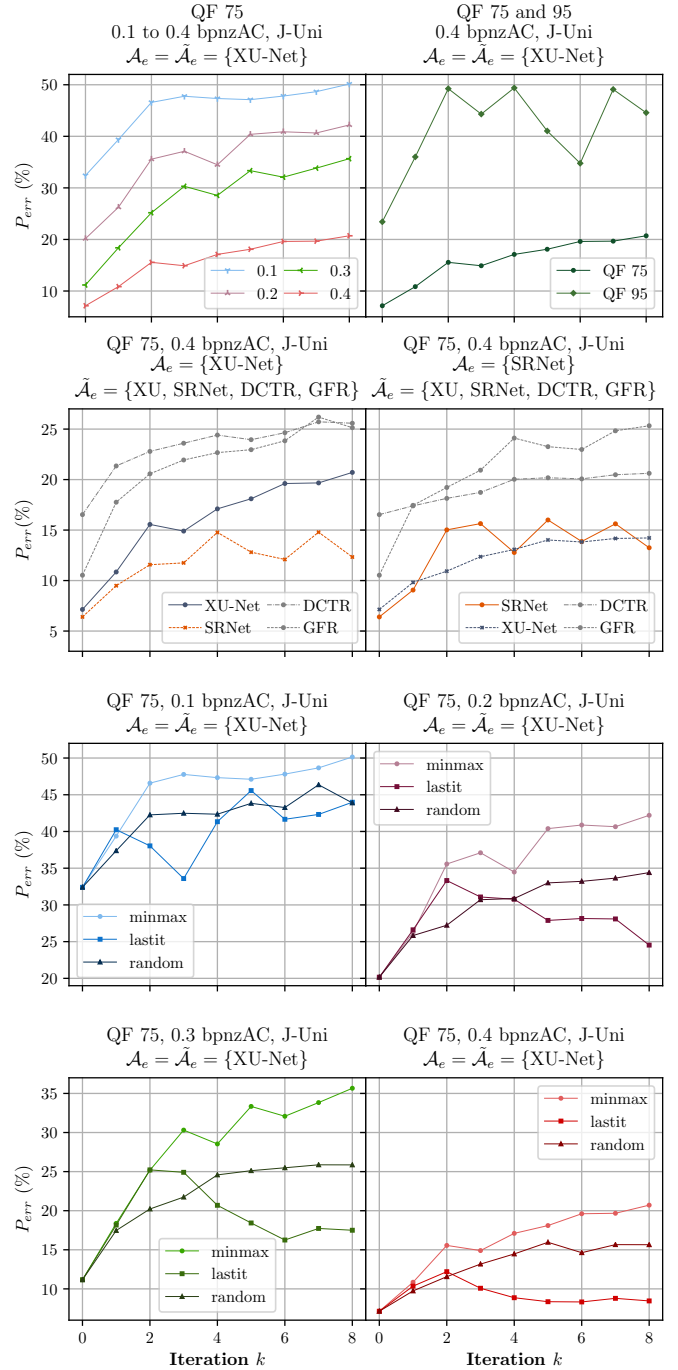 QF 75
0.1 to 0.4 bpnzAC, J-Uni
𝒜ₑ = 𝒜̃ₑ = {XU-Net}
QF 75 and 95
0.4 bpnzAC, J-Uni
𝒜ₑ = 𝒜̃ₑ = {XU-Net}
P_err (%)
50
40
30
20
10
0.1
0.2
0.3
0.4
QF 75
QF 95
QF 75, 0.4 bpnzAC, J-Uni
𝒜ₑ = {XU-Net}
𝒜̃ₑ = {XU, SRNet, DCTR, GFR}
QF 75, 0.4 bpnzAC, J-Uni
𝒜ₑ = {SRNet}
𝒜̃ₑ = {XU, SRNet, DCTR, GFR}
P_err(%)
25
20
15
10
5
XU-Net
SRNet
DCTR
GFR
SRNet
XU-Net
DCTR
GFR
QF 75, 0.1 bpnzAC, J-Uni
𝒜ₑ = 𝒜̃ₑ = {XU-Net}
QF 75, 0.2 bpnzAC, J-Uni
𝒜ₑ = 𝒜̃ₑ = {XU-Net}
P_err (%)
50
45
40
35
30
25
20
minmax
lastit
random
minmax
lastit
random
QF 75, 0.3 bpnzAC, J-Uni
𝒜ₑ = 𝒜̃ₑ = {XU-Net}
QF 75, 0.4 bpnzAC, J-Uni
𝒜ₑ = 𝒜̃ₑ = {XU-Net}
P_err (%)
35
30
25
20
15
10
minmax
lastit
random
minmax
lastit
random
0 2 4 6 8
Iteration k
0 2 4 6 8
Iteration k